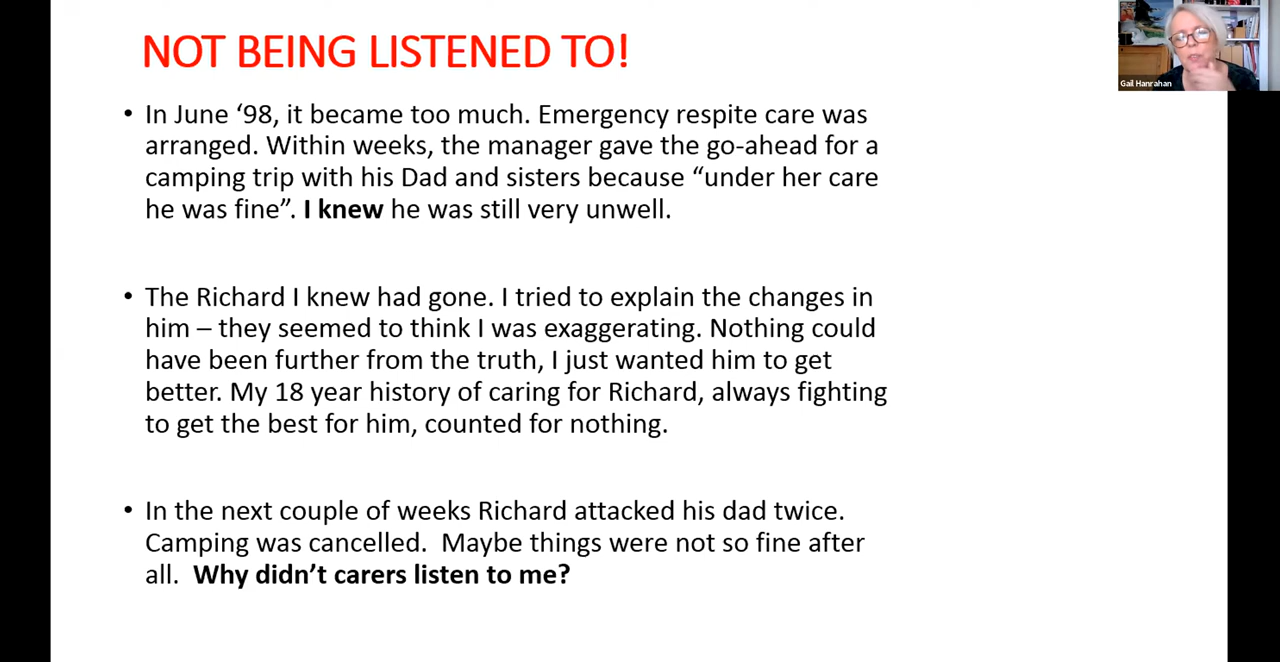 NOT BEING LISTENED TO!
Gail Hanrahan
• In June ‘98, it became too much. Emergency respite care was
arranged. Within weeks, the manager gave the go-ahead for a
camping trip with his Dad and sisters because “under her care
he was fine”. I knew he was still very unwell.
• The Richard I knew had gone. I tried to explain the changes in
him – they seemed to think I was exaggerating. Nothing could
have been further from the truth, I just wanted him to get
better. My 18 year history of caring for Richard, always fighting
to get the best for him, counted for nothing.
• In the next couple of weeks Richard attacked his dad twice.
Camping was cancelled.  Maybe things were not so fine after
all.  Why didn’t carers listen to me?